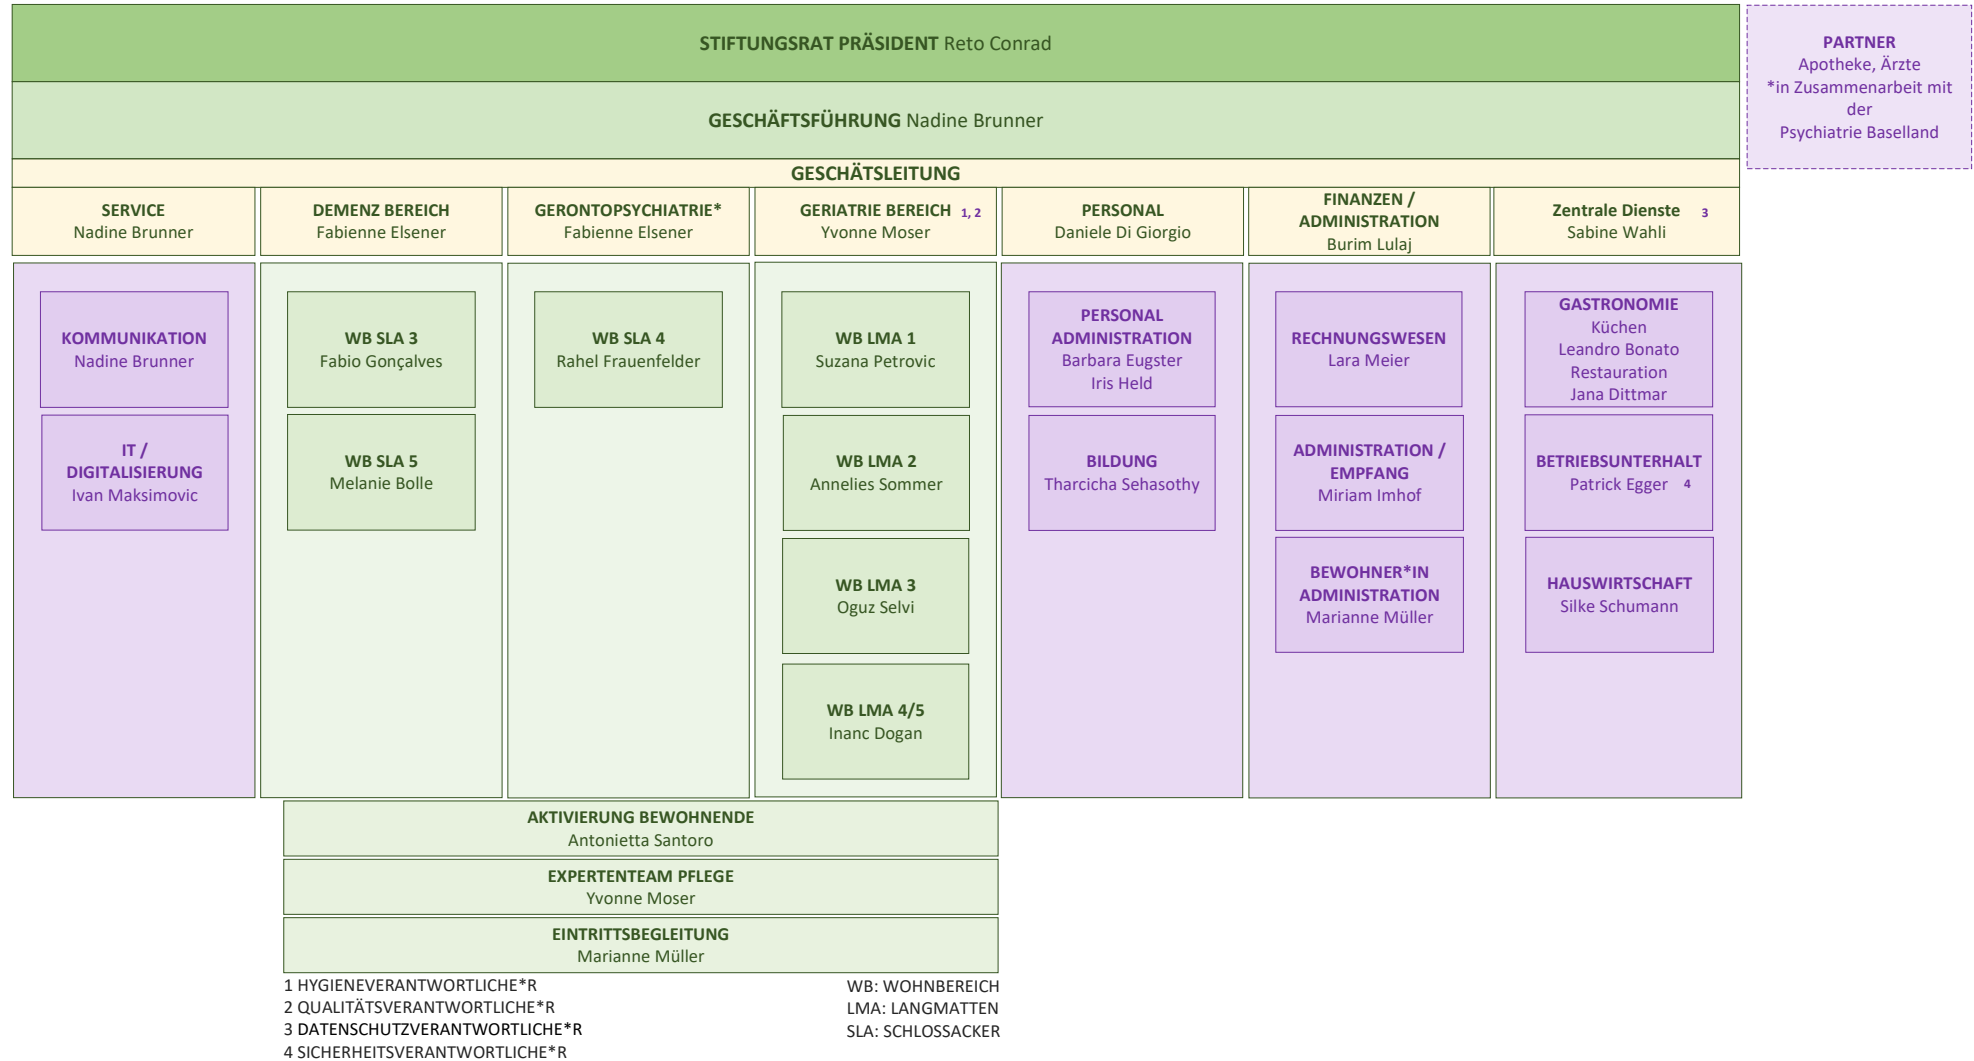 STIFTUNGSRAT PRÄSIDENT Reto Conrad
GESCHÄFTSFÜHRUNG Nadine Brunner
PARTNER
Apotheke, Ärzte
*in Zusammenarbeit mit
der
Psychiatrie Baselland
GESCHÄTSLEITUNG
SERVICE
Nadine Brunner
DEMENZ BEREICH
Fabienne Elsener
GERONTOPSYCHIATRIE*
Fabienne Elsener
GERIATRIE BEREICH 1, 2
Yvonne Moser
PERSONAL
Daniele Di Giorgio
FINANZEN /
ADMINISTRATION
Burim Lulaj
Zentrale Dienste 3
Sabine Wahli
KOMMUNIKATION
Nadine Brunner
IT /
DIGITALISIERUNG
Ivan Maksimovic
WB SLA 3
Fabio Gonçalves
WB SLA 5
Melanie Bolle
WB SLA 4
Rahel Frauenfelder
WB LMA 1
Suzana Petrovic
WB LMA 2
Annelies Sommer
WB LMA 3
Oguz Selvi
WB LMA 4/5
Inanc Dogan
PERSONAL
ADMINISTRATION
Barbara Eugster
Iris Held
BILDUNG
Tharcicha Sehasothy
RECHNUNGSWESEN
Lara Meier
ADMINISTRATION /
EMPFANG
Miriam Imhof
BEWOHNER*IN
ADMINISTRATION
Marianne Müller
GASTRONOMIE
Küchen
Leandro Bonato
Restauration
Jana Dittmar
BETRIEBSUNTERHALT
Patrick Egger 4
HAUSWIRTSCHAFT
Silke Schumann
AKTIVIERUNG BEWOHNENDE
Antonietta Santoro
EXPERTENTEAM PFLEGE
Yvonne Moser
EINTRITTSBEGLEITUNG
Marianne Müller
1 HYGIENEVERANTWORTLICHE*R
2 QUALITÄTSVERANTWORTLICHE*R
3 DATENSCHUTZVERANTWORTLICHE*R
4 SICHERHEITSVERANTWORTLICHE*R
WB: WOHNBEREICH
LMA: LANGMATTEN
SLA: SCHLOSSACKER